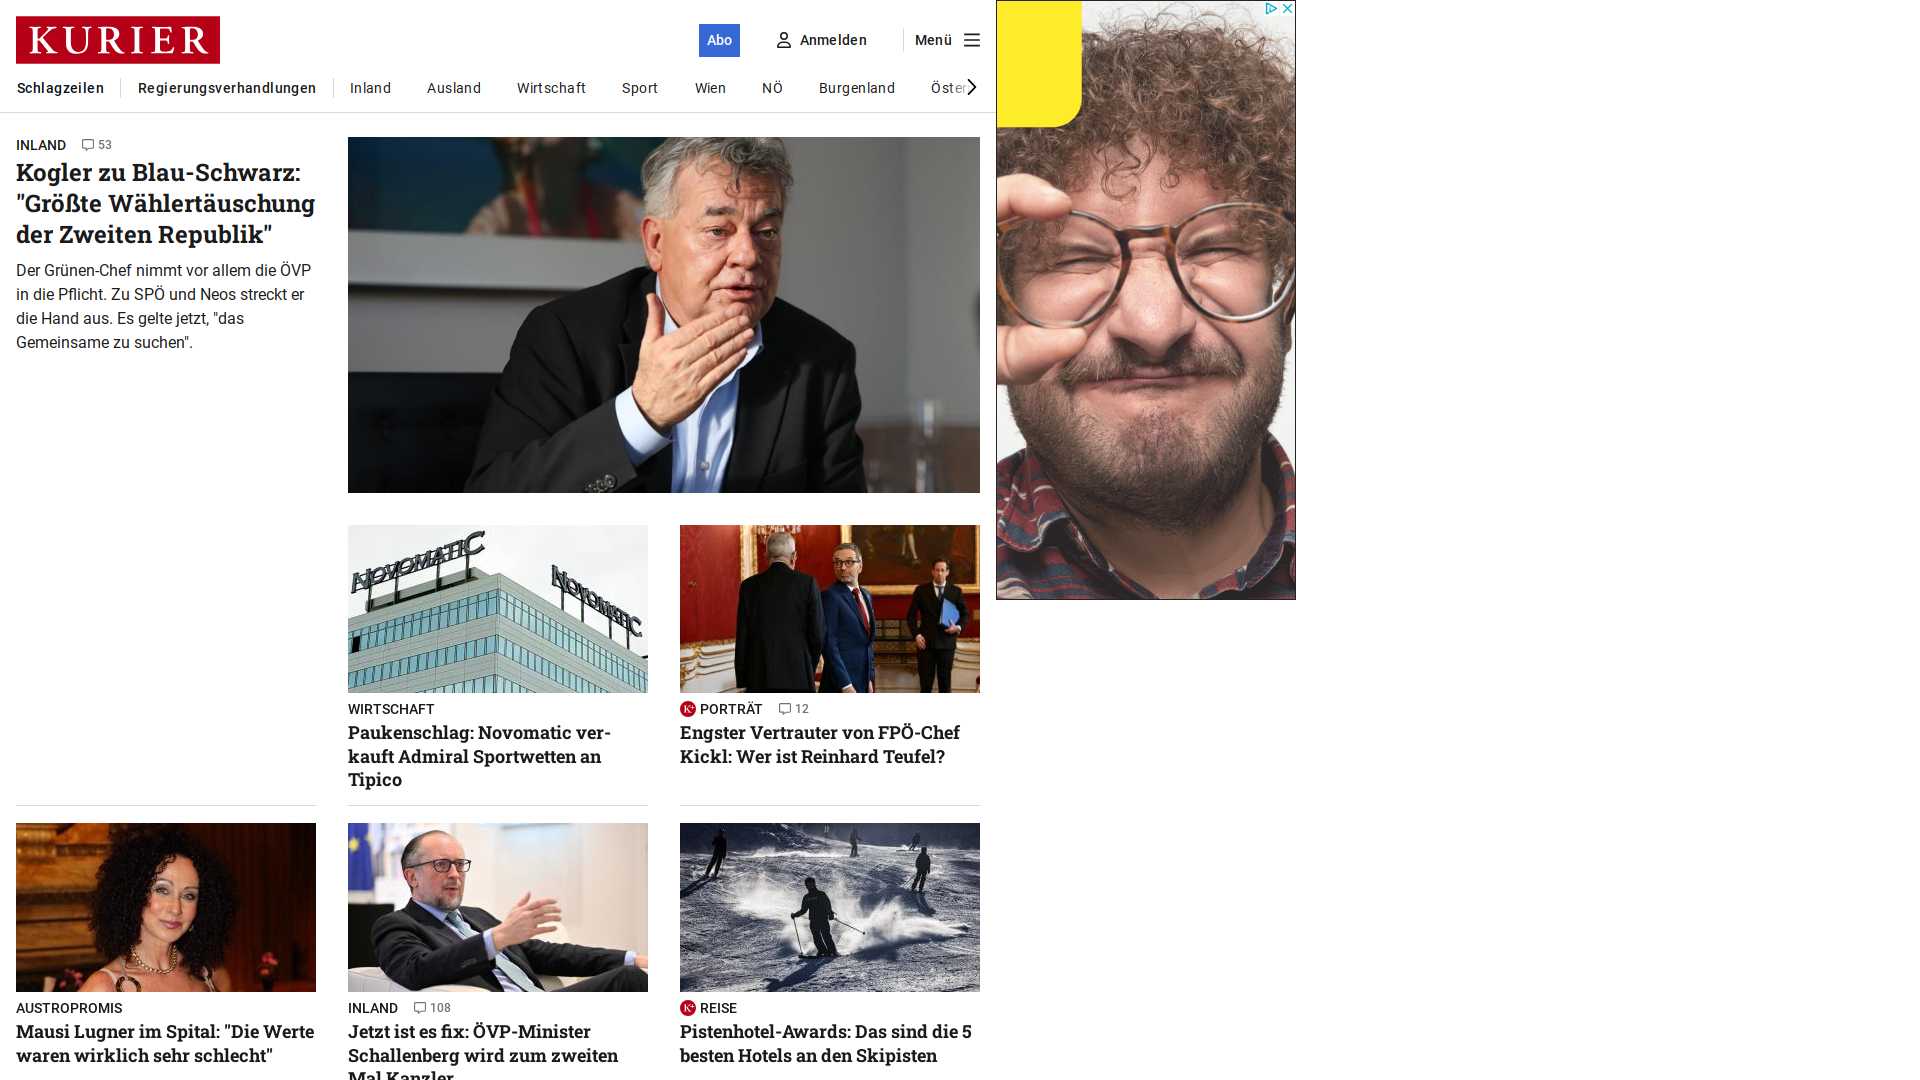 KURIER
Abo
Anmelden
Menü
Schlagzeilen
Regierungsverhandlungen
Inland
Ausland
Wirtschaft
Sport
Wien
NÖ
Burgenland
Öster
INLAND 53
Kogler zu Blau-Schwarz:
"Größte Wählertäuschung
der Zweiten Republik"
Der Grünen-Chef nimmt vor allem die ÖVP
in die Pflicht. Zu SPÖ und Neos streckt er
die Hand aus. Es gelte jetzt, "das
Gemeinsame zu suchen".
NOVOMATIC
NOVOMATIC
WIRTSCHAFT
Paukenschlag: Novomatic ver-
kauft Admiral Sportwetten an
Tipico
K+ PORTRÄT 12
Engster Vertrauter von FPÖ-Chef
Kickl: Wer ist Reinhard Teufel?
AUSTROPROMIS
Mausi Lugner im Spital: "Die Werte
waren wirklich sehr schlecht"
INLAND 108
Jetzt ist es fix: ÖVP-Minister
Schallenberg wird zum zweiten
Mal Kanzler
K+ REISE
Pistenhotel-Awards: Das sind die 5
besten Hotels an den Skipisten